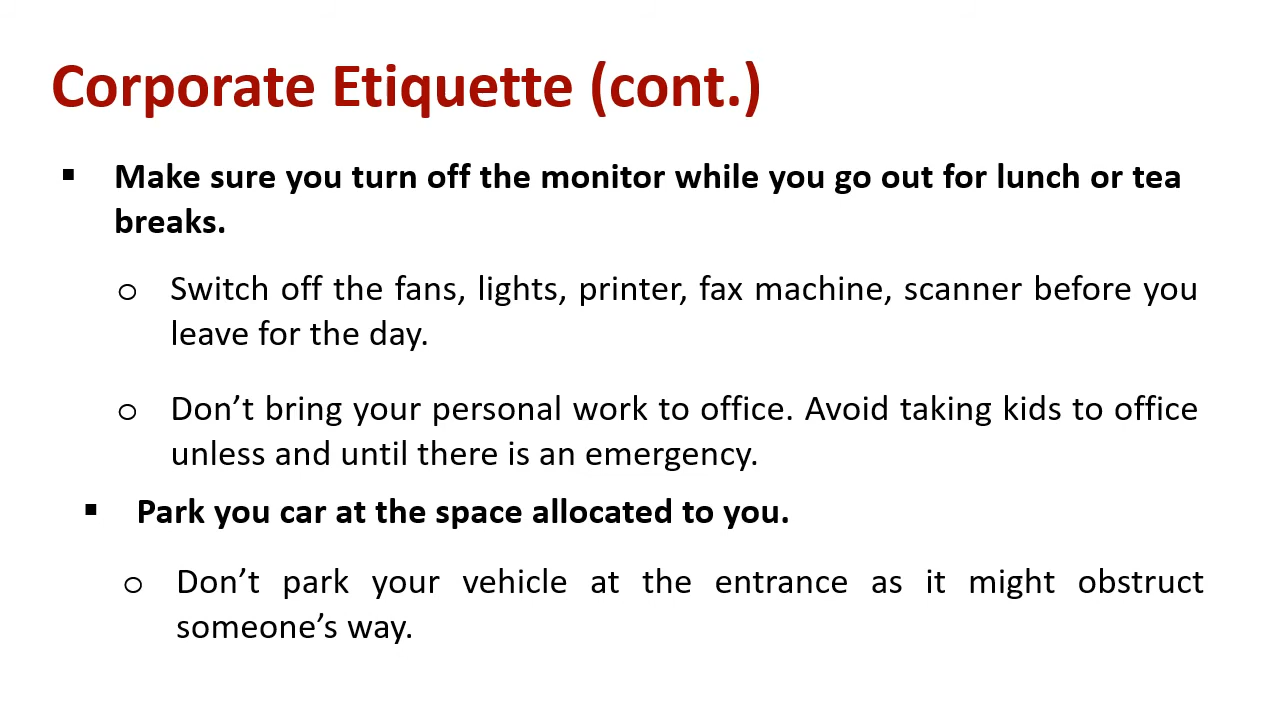 Corporate Etiquette (cont.)
▪ Make sure you turn off the monitor while you go out for lunch or tea
breaks.
o Switch off the fans, lights, printer, fax machine, scanner before you
leave for the day.
o Don’t bring your personal work to office. Avoid taking kids to office
unless and until there is an emergency.
▪ Park you car at the space allocated to you.
o Don’t park your vehicle at the entrance as it might obstruct
someone’s way.